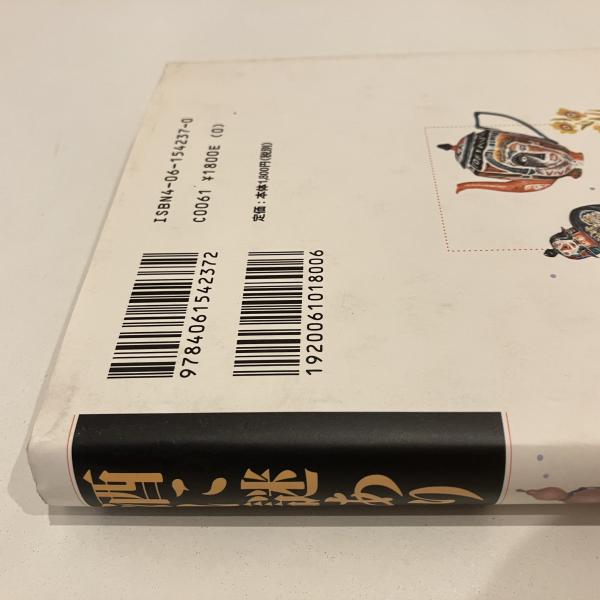 ISBN4-06-154237-0
C0061 ¥1800E (0)
定価：本体1,800円(税別)
9784061542372
1920061018006
酒に謎あり